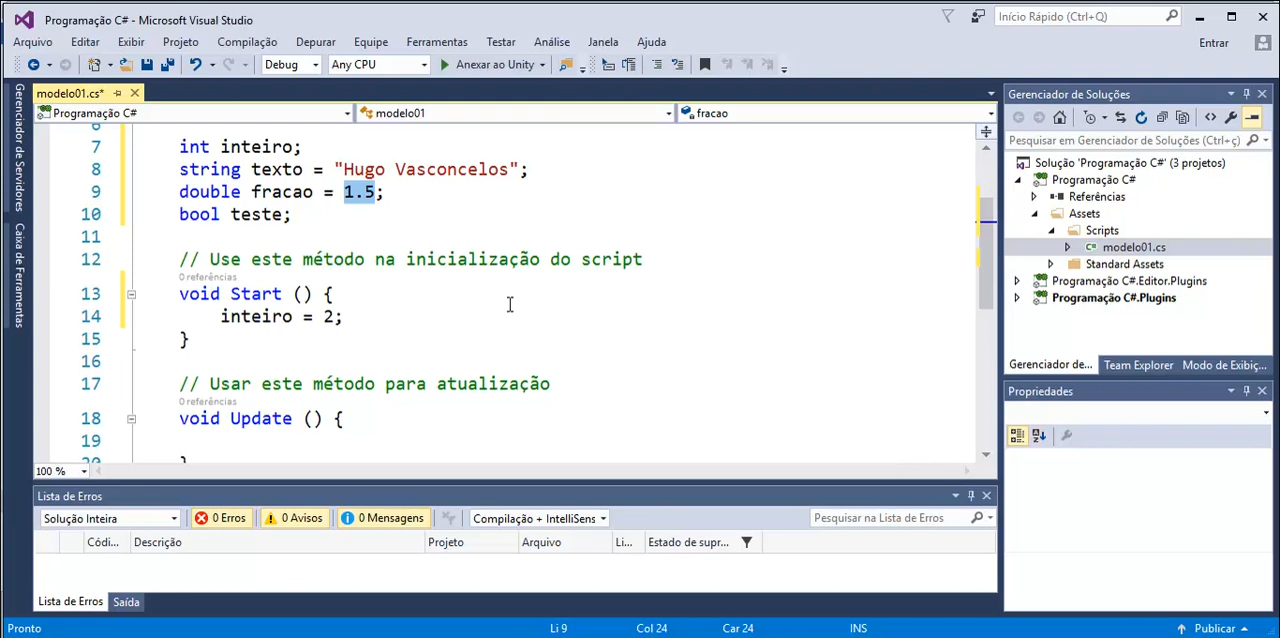 Programação C# - Microsoft Visual Studio
Início Rápido (Ctrl+Q)
Arquivo Editar Exibir Projeto Compilação Depurar Equipe Ferramentas Testar Análise Janela Ajuda
Entrar
Debug Any CPU Anexar ao Unity
Gerenciador de Servidores
Caixa de Ferramentas
modelo01.cs*
Programação C# modelo01 fracao
7 int inteiro;
8 string texto = "Hugo Vasconcelos";
9 double fracao = 1.5;
10 bool teste;
11
12 // Use este método na inicialização do script
0 referências
13 void Start () {
14 inteiro = 2;
15 }
16
17 // Usar este método para atualização
0 referências
18 void Update () {
19
100 %
Gerenciador de Soluções
Pesquisar em Gerenciador de Soluções (Ctrl+ç)
Solução 'Programação C#' (3 projetos)
Programação C#
Referências
Assets
Scripts
C# modelo01.cs
Standard Assets
Programação C#.Editor.Plugins
Programação C#.Plugins
Gerenciador de... Team Explorer Modo de Exibiç...
Propriedades
Lista de Erros
Solução Inteira 0 Erros 0 Avisos 0 Mensagens Compilação + IntelliSens Pesquisar na Lista de Erros
Códi... Descrição Projeto Arquivo Li... Estado de supr...
Lista de Erros Saída
Pronto Li 9 Col 24 Car 24 INS Publicar